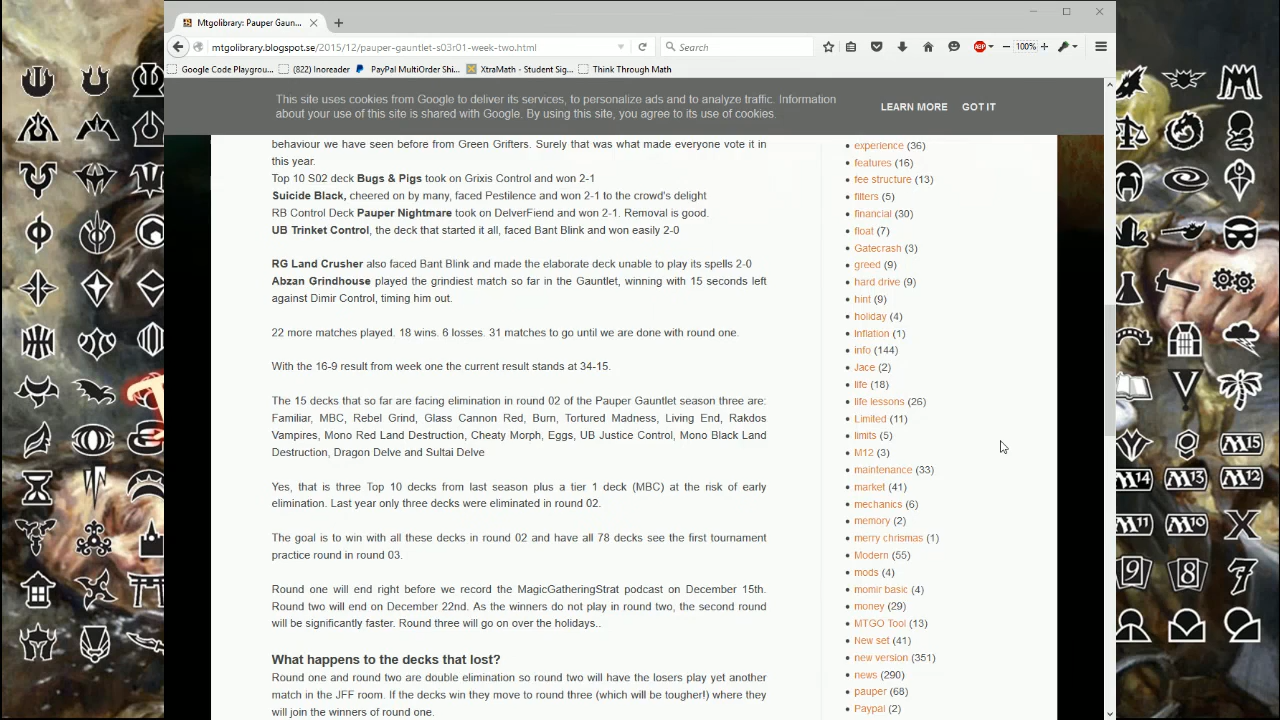 Mtgolibrary: Pauper Gaun...
mtgolibrary.blogspot.se/2015/12/pauper-gauntlet-s03r01-week-two.html
Search
ABP
100%
Google Code Playgrou...
(822) Inoreader
PayPal MultiOrder Shi...
XtraMath - Student Sig...
Think Through Math
This site uses cookies from Google to deliver its services, to personalize ads and to analyze traffic. Information
about your use of this site is shared with Google. By using this site, you agree to its use of cookies.
LEARN MORE
GOT IT
behaviour we have seen before from Green Grifters. Surely that was what made everyone vote it in
this year.
Top 10 S02 deck Bugs & Pigs took on Grixis Control and won 2-1
Suicide Black, cheered on by many, faced Pestilence and won 2-1 to the crowd's delight
RB Control Deck Pauper Nightmare took on DelverFiend and won 2-1. Removal is good.
UB Trinket Control, the deck that started it all, faced Bant Blink and won easily 2-0
RG Land Crusher also faced Bant Blink and made the elaborate deck unable to play its spells 2-0
Abzan Grindhouse played the grindiest match so far in the Gauntlet, winning with 15 seconds left
against Dimir Control, timing him out.
22 more matches played. 18 wins. 6 losses. 31 matches to go until we are done with round one.
With the 16-9 result from week one the current result stands at 34-15.
The 15 decks that so far are facing elimination in round 02 of the Pauper Gauntlet season three are:
Familiar, MBC, Rebel Grind, Glass Cannon Red, Burn, Tortured Madness, Living End, Rakdos
Vampires, Mono Red Land Destruction, Cheaty Morph, Eggs, UB Justice Control, Mono Black Land
Destruction, Dragon Delve and Sultai Delve
Yes, that is three Top 10 decks from last season plus a tier 1 deck (MBC) at the risk of early
elimination. Last year only three decks were eliminated in round 02.
The goal is to win with all these decks in round 02 and have all 78 decks see the first tournament
practice round in round 03.
Round one will end right before we record the MagicGatheringStrat podcast on December 15th.
Round two will end on December 22nd. As the winners do not play in round two, the second round
will be significantly faster. Round three will go on over the holidays..
What happens to the decks that lost?
Round one and round two are double elimination so round two will have the losers play yet another
match in the JFF room. If the decks win they move to round three (which will be tougher!) where they
will join the winners of round one.
experience (36)
features (16)
fee structure (13)
filters (5)
financial (30)
float (7)
Gatecrash (3)
greed (9)
hard drive (9)
hint (9)
holiday (4)
Inflation (1)
info (144)
Jace (2)
life (18)
life lessons (26)
Limited (11)
limits (5)
M12 (3)
maintenance (33)
market (41)
mechanics (6)
memory (2)
merry chrismas (1)
Modern (55)
mods (4)
momir basic (4)
money (29)
MTGO Tool (13)
New set (41)
new version (351)
news (290)
pauper (68)
Paypal (2)
M15
M14
M13
M12
M11
M10
X
9
8
7